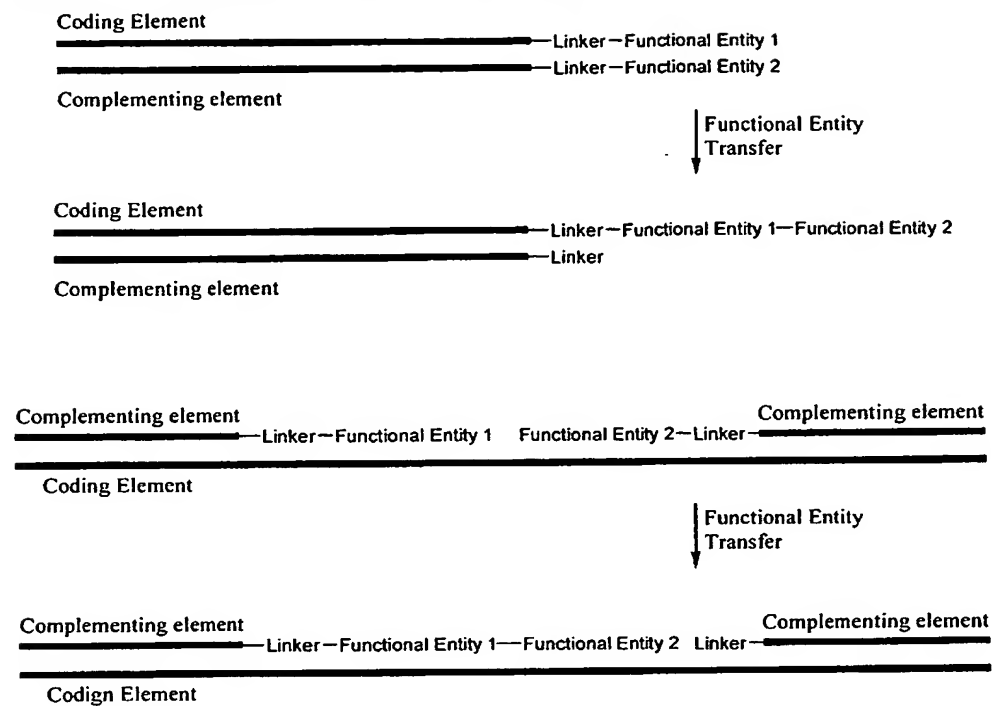 Coding Element
Linker—Functional Entity 1
Linker—Functional Entity 2
Complementing element
Functional Entity
Transfer
Coding Element
Linker—Functional Entity 1—Functional Entity 2
Linker
Complementing element
Complementing element
Complementing element
Linker—Functional Entity 1 Functional Entity 2—Linker
Coding Element
Functional Entity
Transfer
Complementing element
Complementing element
Linker—Functional Entity 1—Functional Entity 2 Linker
Codign Element